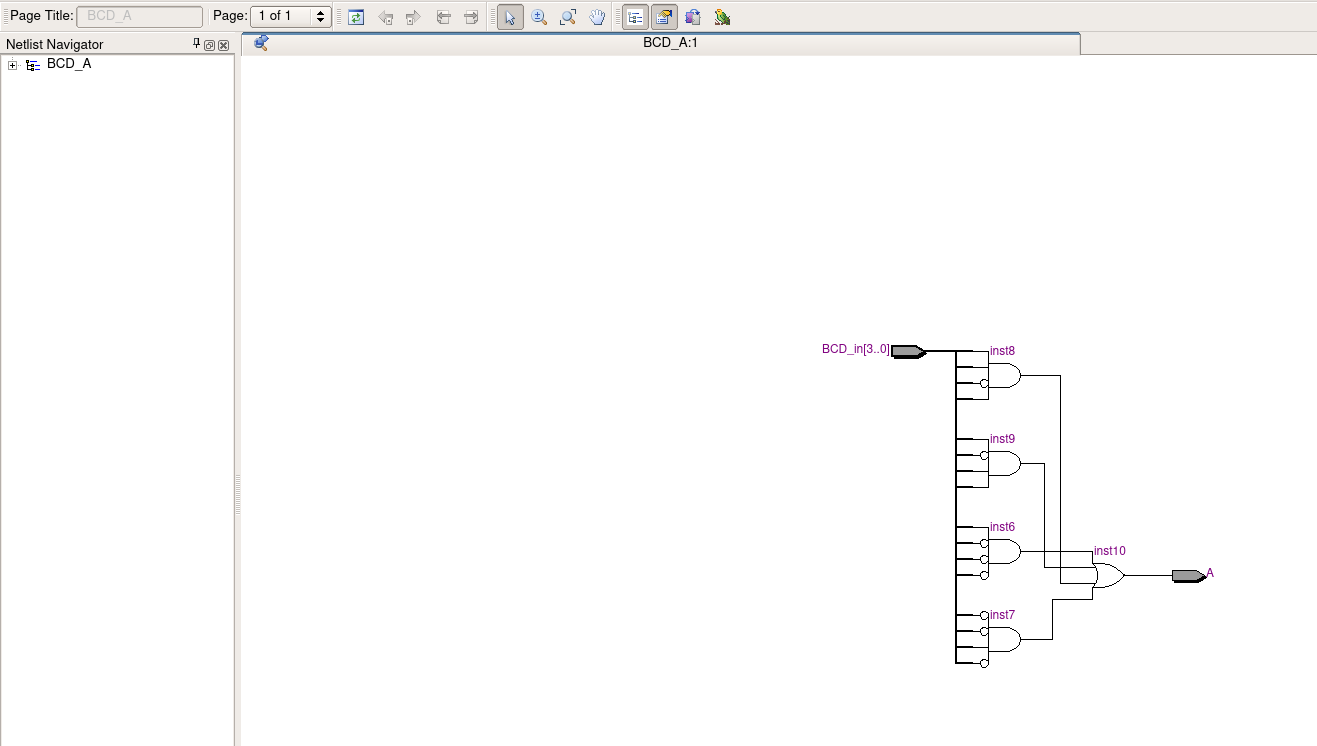 Page Title: BCD_A Page: 1 of 1
Netlist Navigator
BCD_A:1
BCD_A
BCD_in[3..0]
inst8
inst9
inst6
inst10
A
inst7